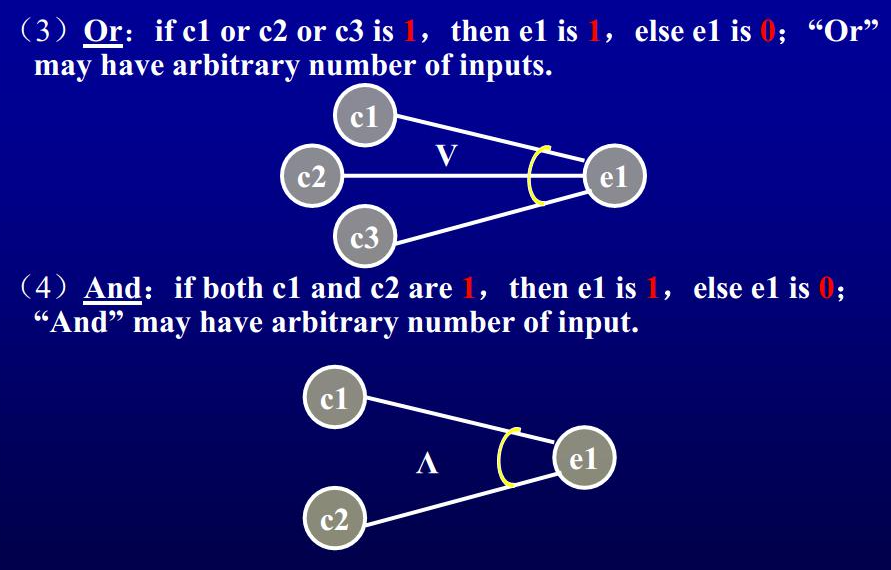 （3）Or：if c1 or c2 or c3 is 1， then e1 is 1， else e1 is 0；“Or”
may have arbitrary number of inputs.
c1
V
c2
e1
c3
（4）And：if both c1 and c2 are 1， then e1 is 1， else e1 is 0；
“And” may have arbitrary number of input.
c1
Λ
e1
c2